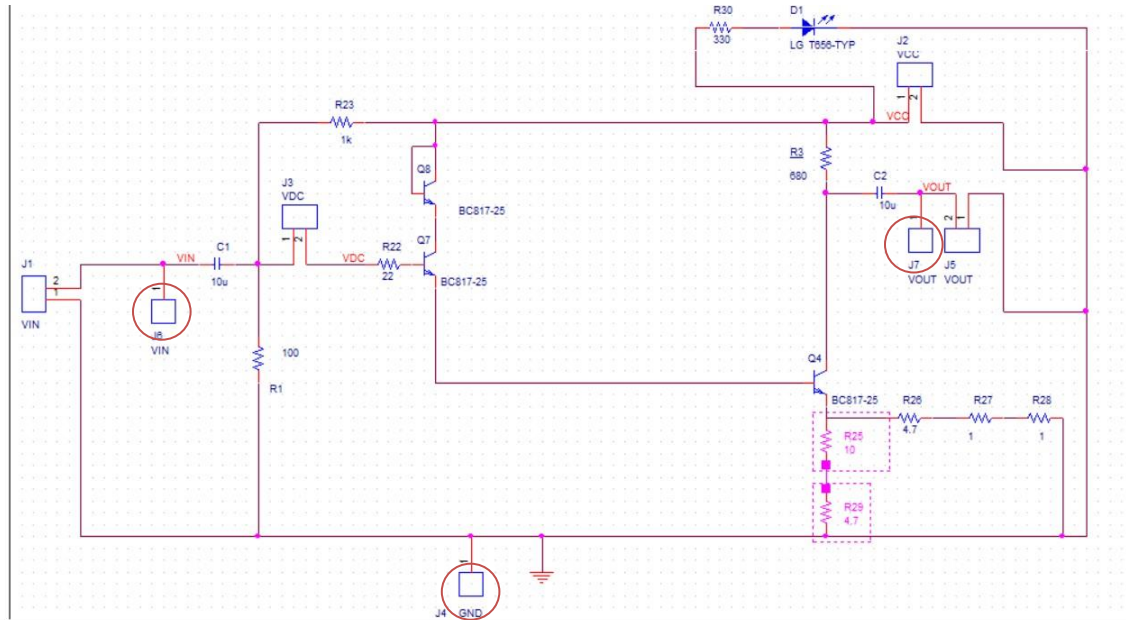 R30
330
D1
LG T656-TYP
J2
VCC
1
2
VCC
R23
1k
R3
680
Q8
BC817-25
C2
10u
VOUT
J3
VDC
1
2
1
2
1
J7
VOUT
J5
VOUT
VIN
C1
10u
VDC
R22
22
Q7
BC817-25
J1
2
1
VIN
1
J6
VIN
100
R1
Q4
BC817-25
R26
4.7
R27
1
R28
1
R25
10
R29
4.7
1
J4
GND